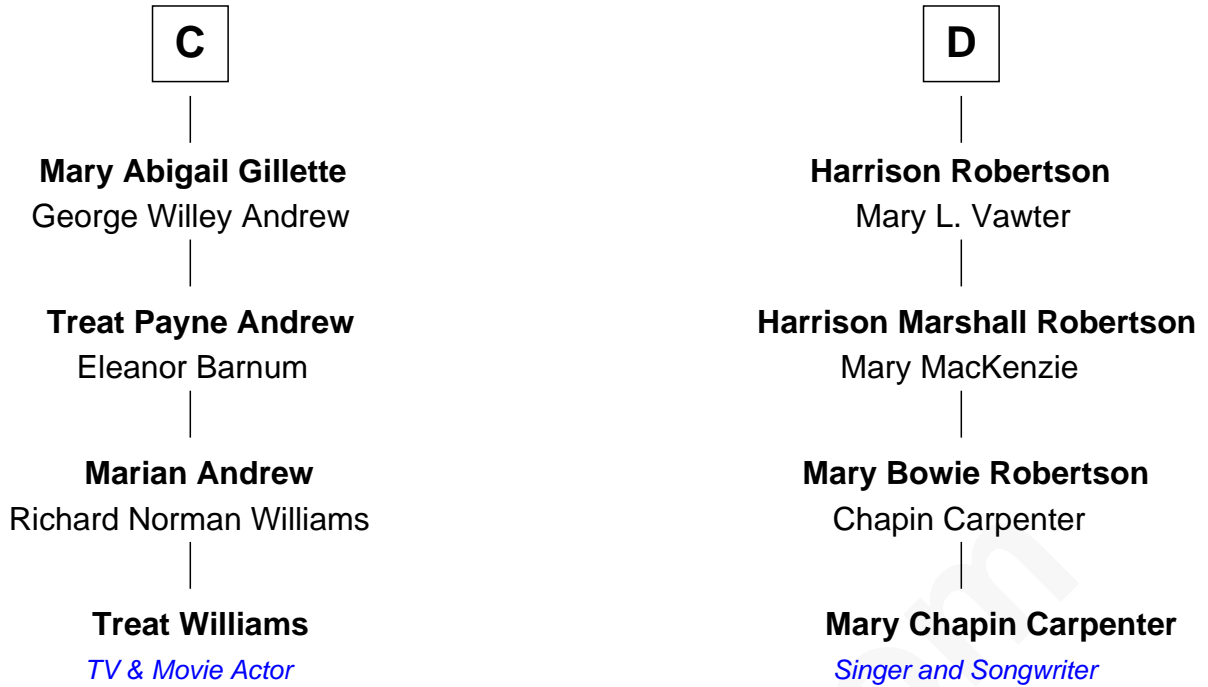 C
Mary Abigail Gillette
George Willey Andrew
Treat Payne Andrew
Eleanor Barnum
Marian Andrew
Richard Norman Williams
Treat Williams
TV & Movie Actor
D
Harrison Robertson
Mary L. Vawter
Harrison Marshall Robertson
Mary MacKenzie
Mary Bowie Robertson
Chapin Carpenter
Mary Chapin Carpenter
Singer and Songwriter